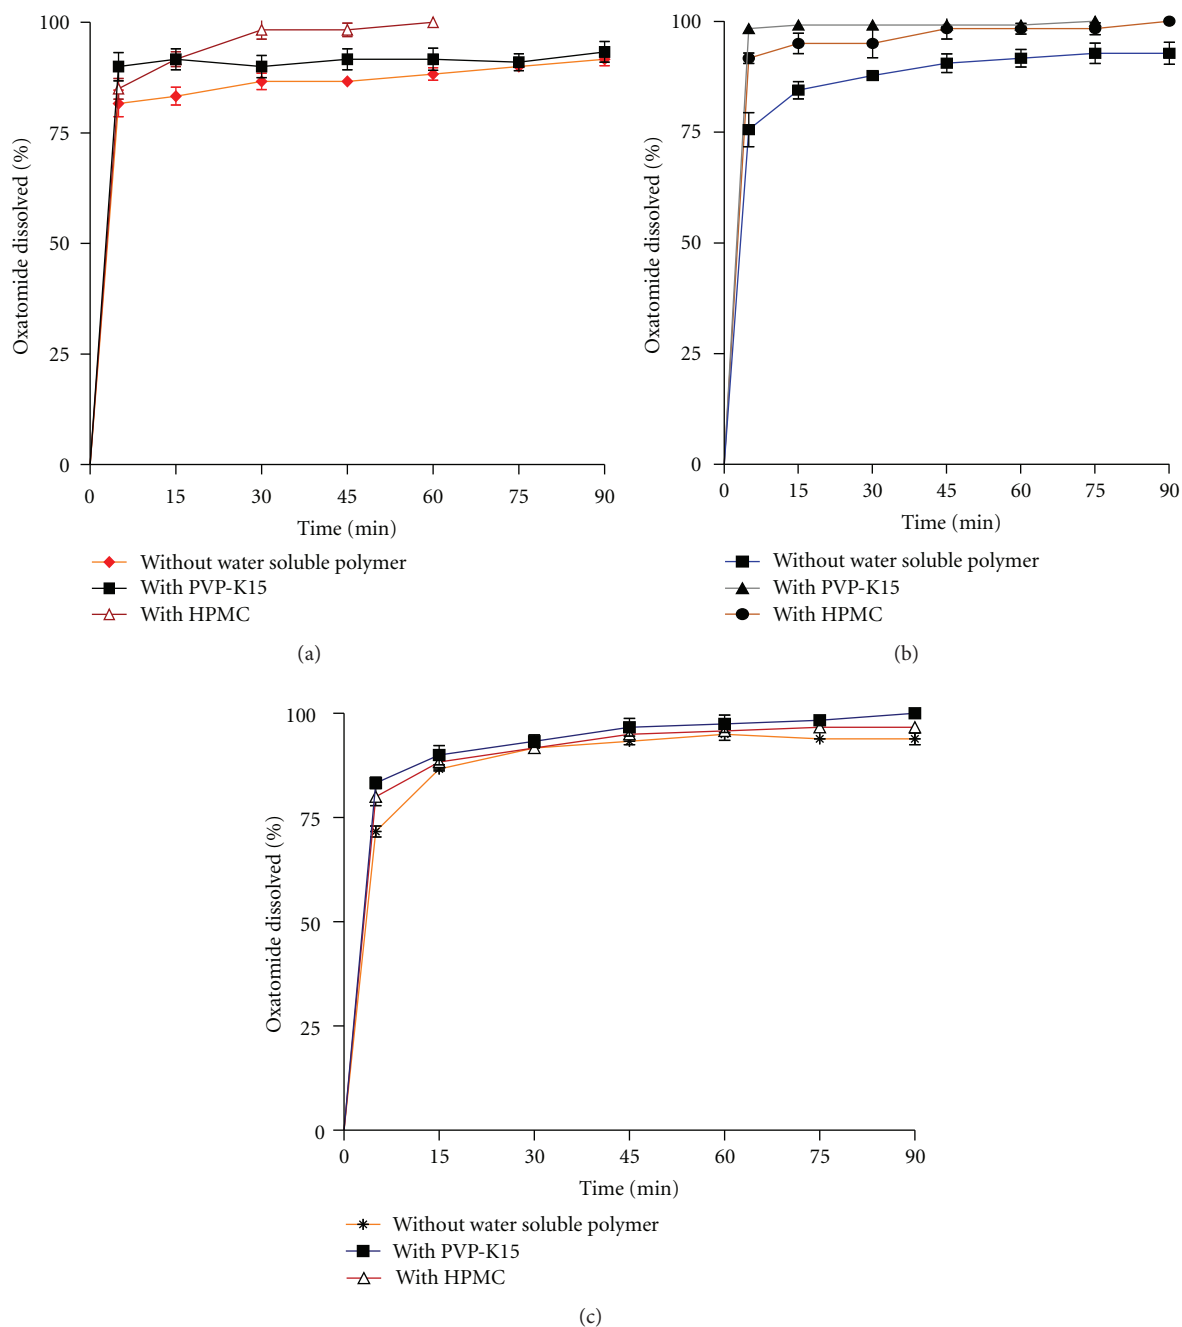 100
75
50
25
0
Oxatomide dissolved (%)
0 15 30 45 60 75 90
Time (min)
Without water soluble polymer
With PVP-K15
With HPMC
(a)
100
75
50
25
0
Oxatomide dissolved (%)
0 15 30 45 60 75 90
Time (min)
Without water soluble polymer
With PVP-K15
With HPMC
(b)
100
75
50
25
0
Oxatomide dissolved (%)
0 15 30 45 60 75 90
Time (min)
Without water soluble polymer
With PVP-K15
With HPMC
(c)